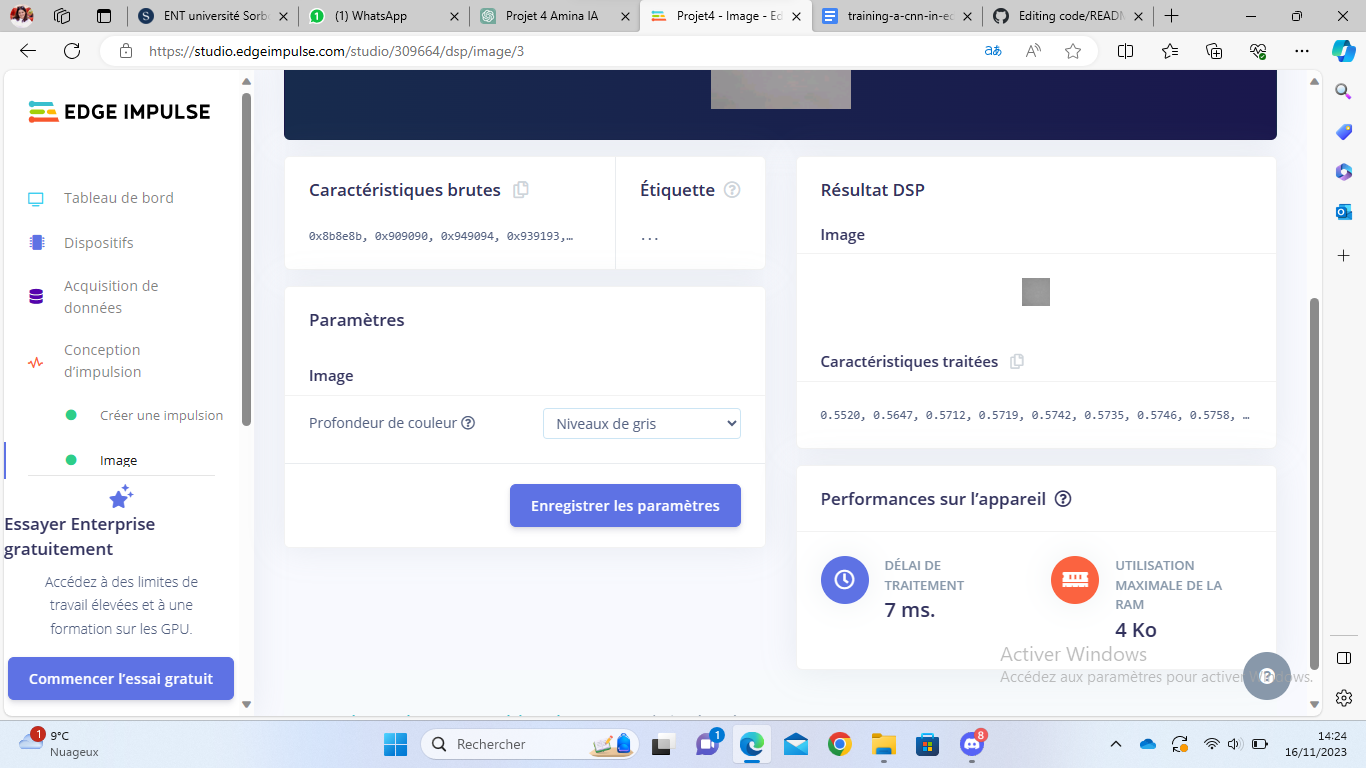 ENT université Sorbo
(1) WhatsApp
Projet 4 Amina IA
Projet4 - Image - Ed
training-a-cnn-in-ec
Editing code/READM
https://studio.edgeimpulse.com/studio/309664/dsp/image/3
EDGE IMPULSE
Tableau de bord
Dispositifs
Acquisition de
données
Conception
d’impulsion
Créer une impulsion
Image
Essayer Enterprise
gratuitement
Accédez à des limites de
travail élevées et à une
formation sur les GPU.
Commencer l’essai gratuit
Caractéristiques brutes
0x8b8e8b, 0x909090, 0x949094, 0x939193,…
Étiquette
...
Paramètres
Image
Profondeur de couleur
Niveaux de gris
Enregistrer les paramètres
Résultat DSP
Image
Caractéristiques traitées
0.5520, 0.5647, 0.5712, 0.5719, 0.5742, 0.5735, 0.5746, 0.5758, …
Performances sur l’appareil
DÉLAI DE
TRAITEMENT
7 ms.
UTILISATION
MAXIMALE DE LA
RAM
4 Ko
Activer Windows
Accédez aux paramètres pour activer Windows.
1
9°C
Nuageux
Rechercher
1
8
14:24
16/11/2023